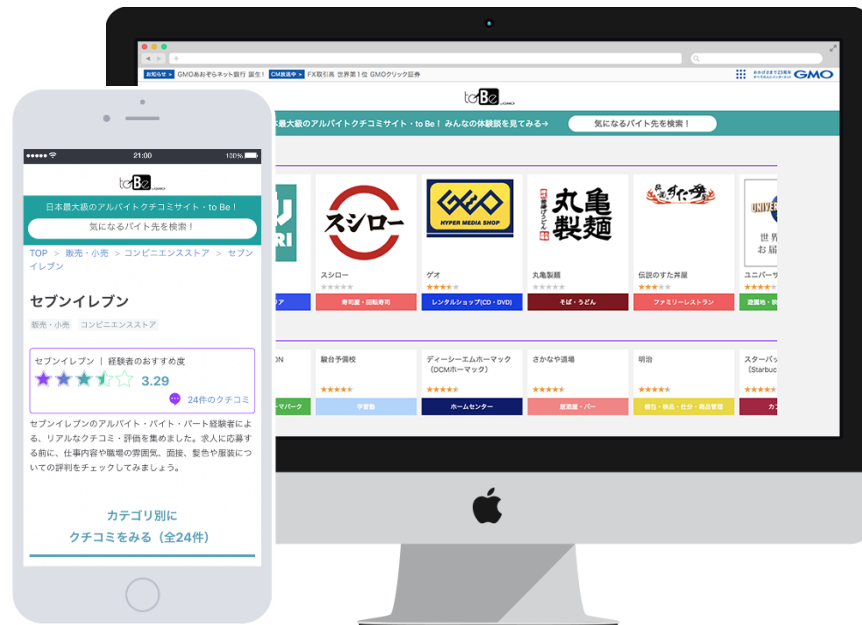 お知らせ > GMOあおぞらネット銀行 誕生! CM放送中 > FX取引高 世界第1位 GMOクリック証券
GMO
to Be by GMO
本最大級のアルバイトクチコミサイト・to Be! みんなの体験談を見てみる→
気になるバイト先を検索!
RI
スシロー
スシロー
寿司屋・回転寿司
GEO
HYPER MEDIA SHOP
ゲオ
レンタルショップ(CD・DVD)
丸亀製麺
丸亀製麺
そば・うどん
伝説のすた丼屋
ファミリーレストラン
世界
お届
ユニバーサ
ON
ーマパーク
駿台予備校
学習塾
ディーシーエムホーマック
(DCMホーマック)
ホームセンター
さかなや道場
居酒屋・バー
明治
スターバッ
(Starbuc
カフ
21:00
100%
to Be by GMO
日本最大級のアルバイトクチコミサイト・to Be!
気になるバイト先を検索!
TOP > 販売・小売 > コンビニエンスストア > セブン
イレブン
セブンイレブン
販売・小売 コンビニエンスストア
セブンイレブン | 経験者のおすすめ度
3.29
24件のクチコミ
セブンイレブンのアルバイト・バイト・パート経験者によ
る、リアルなクチコミ・評価を集めました。求人に応募す
る前に、仕事内容や職場の雰囲気、面接、髪色や服装につ
いての評判をチェックしてみましょう。
カテゴリ別に
クチコミをみる(全24件)